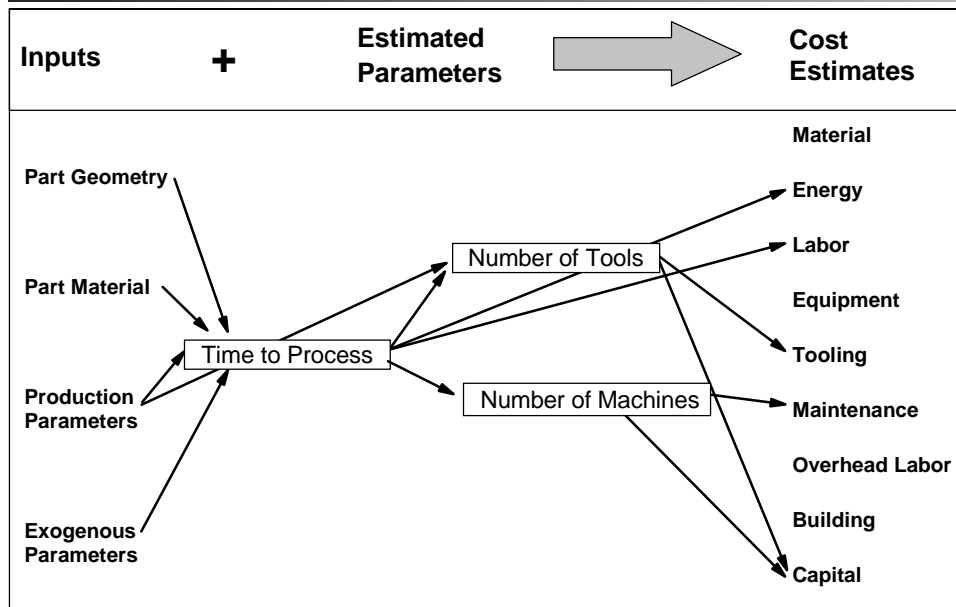 Inputs
+
Estimated
Parameters
Cost
Estimates
Part Geometry
Part Material
Production
Parameters
Exogenous
Parameters
Time to Process
Number of Tools
Number of Machines
Material
Energy
Labor
Equipment
Tooling
Maintenance
Overhead Labor
Building
Capital